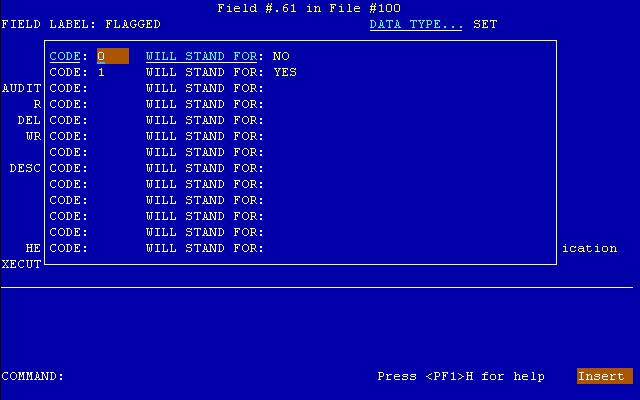 Field #.61 in File #100
FIELD LABEL: FLAGGED DATA TYPE... SET
CODE: 0 WILL STAND FOR: NO
CODE: 1 WILL STAND FOR: YES
AUDIT CODE: WILL STAND FOR:
R CODE: WILL STAND FOR:
DEL CODE: WILL STAND FOR:
WR CODE: WILL STAND FOR:
CODE: WILL STAND FOR:
DESC CODE: WILL STAND FOR:
CODE: WILL STAND FOR:
CODE: WILL STAND FOR:
CODE: WILL STAND FOR:
CODE: WILL STAND FOR:
HE CODE: WILL STAND FOR: ication
XECUT
COMMAND: Press <PF1>H for help Insert